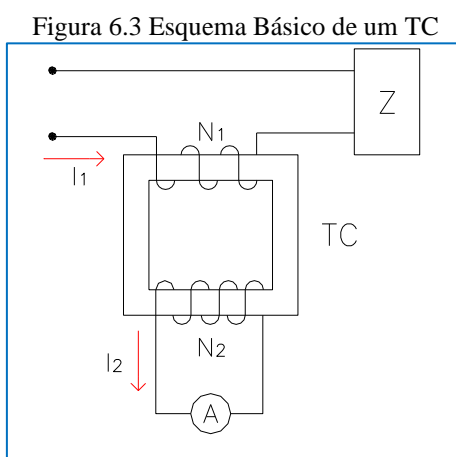 Figura 6.3 Esquema Básico de um TC
Z
N1
I1
TC
N2
I2
A